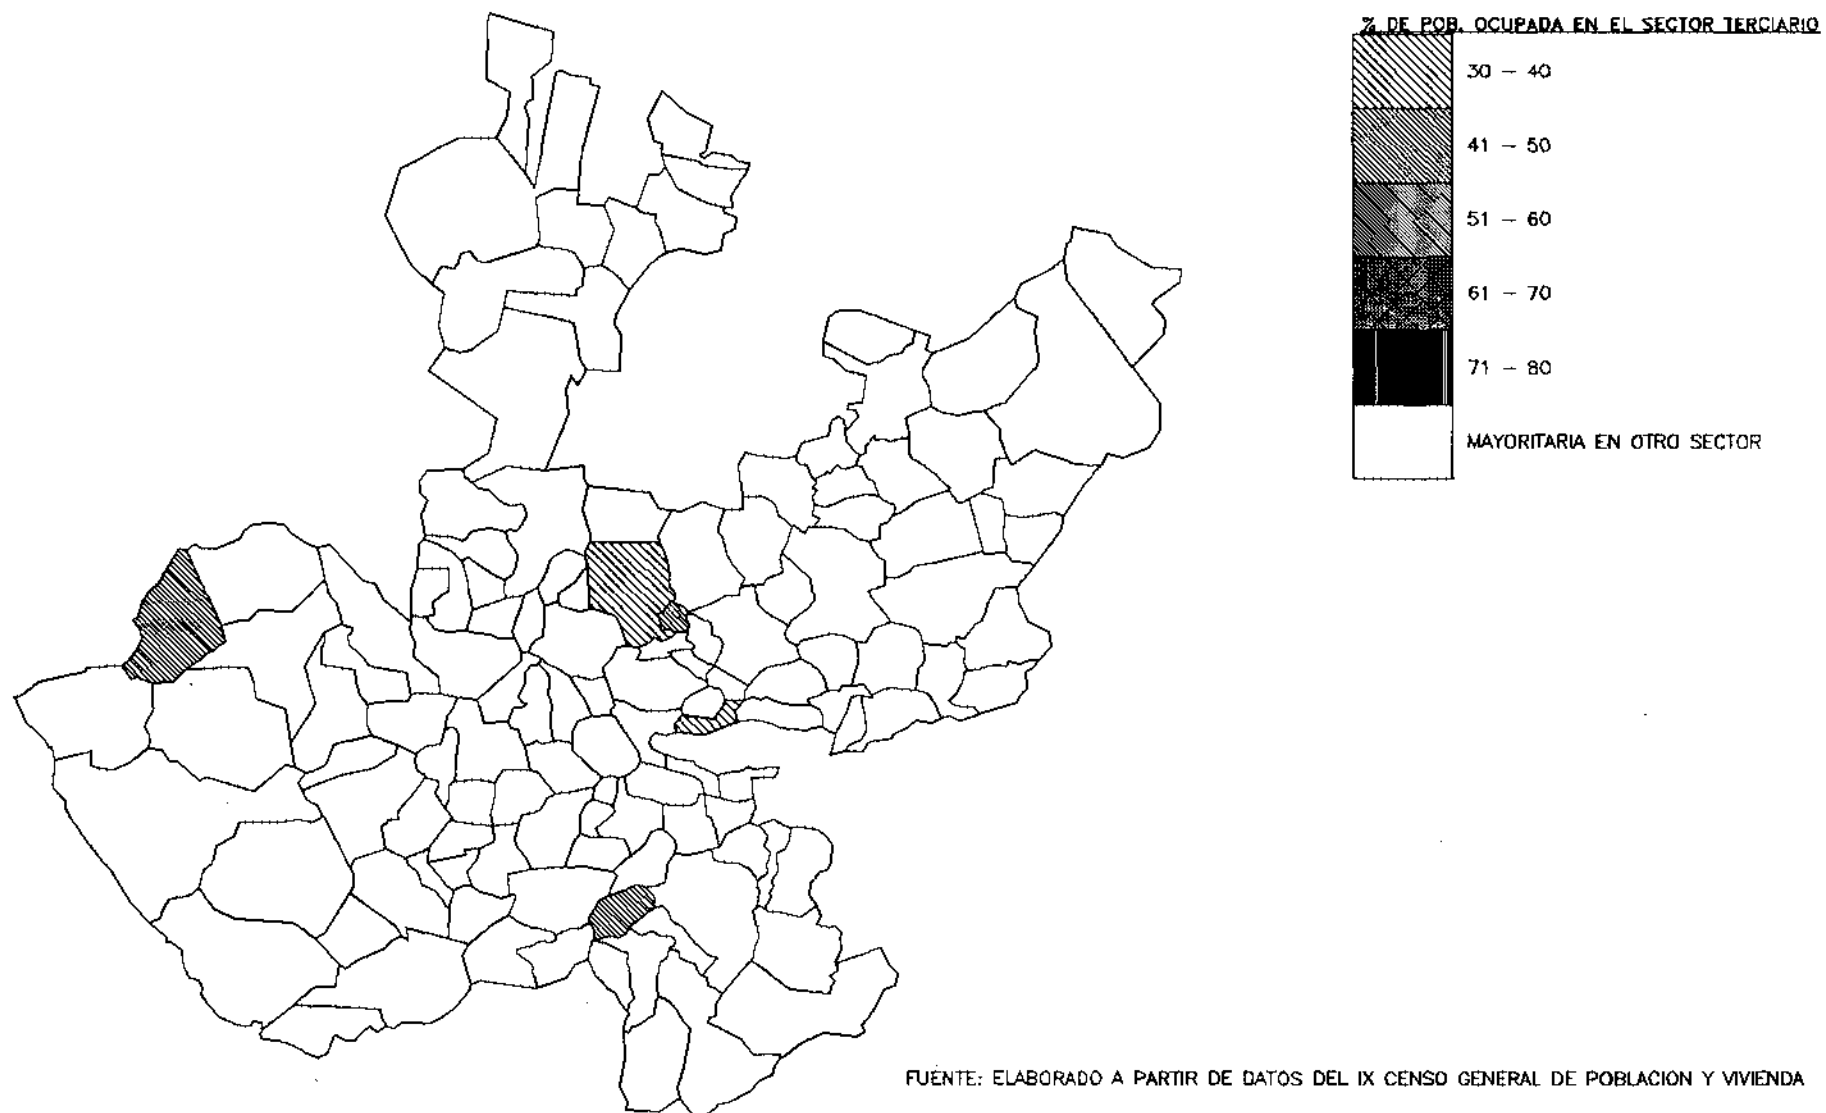 % DE POB. OCUPADA EN EL SECTOR TERCIARIO
30 - 40
41 - 50
51 - 60
61 - 70
71 - 80
MAYORITARIA EN OTRO SECTOR
FUENTE: ELABORADO A PARTIR DE DATOS DEL IX CENSO GENERAL DE POBLACION Y VIVIENDA